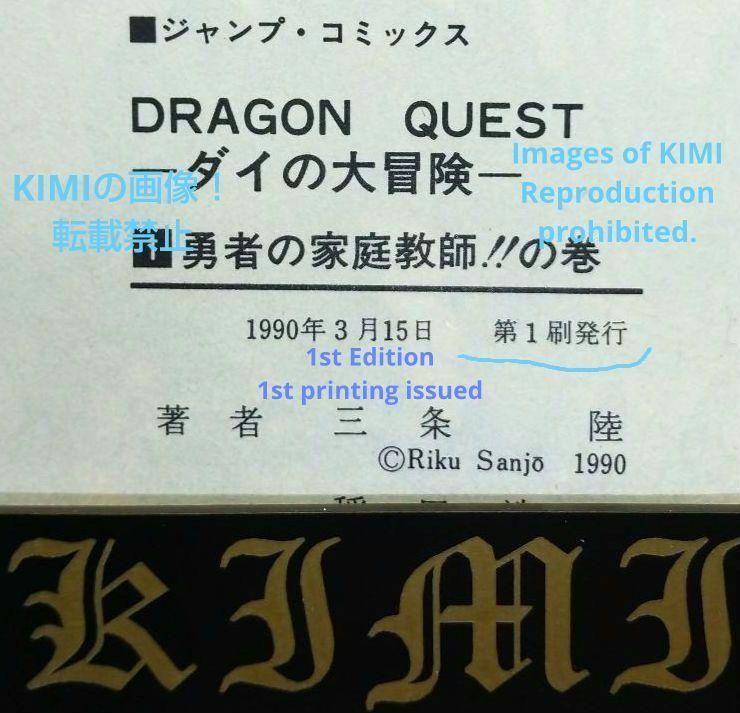 ■ジャンプ・コミックス
DRAGON QUEST
―ダイの大冒険―
KIMIの画像！
転載禁止
Images of KIMI
Reproduction
prohibited.
1 勇者の家庭教師!!の巻
1990年3月15日 第1刷発行
1st Edition
1st printing issued
著者 三条 陸
©Riku Sanjō 1990
KIMI